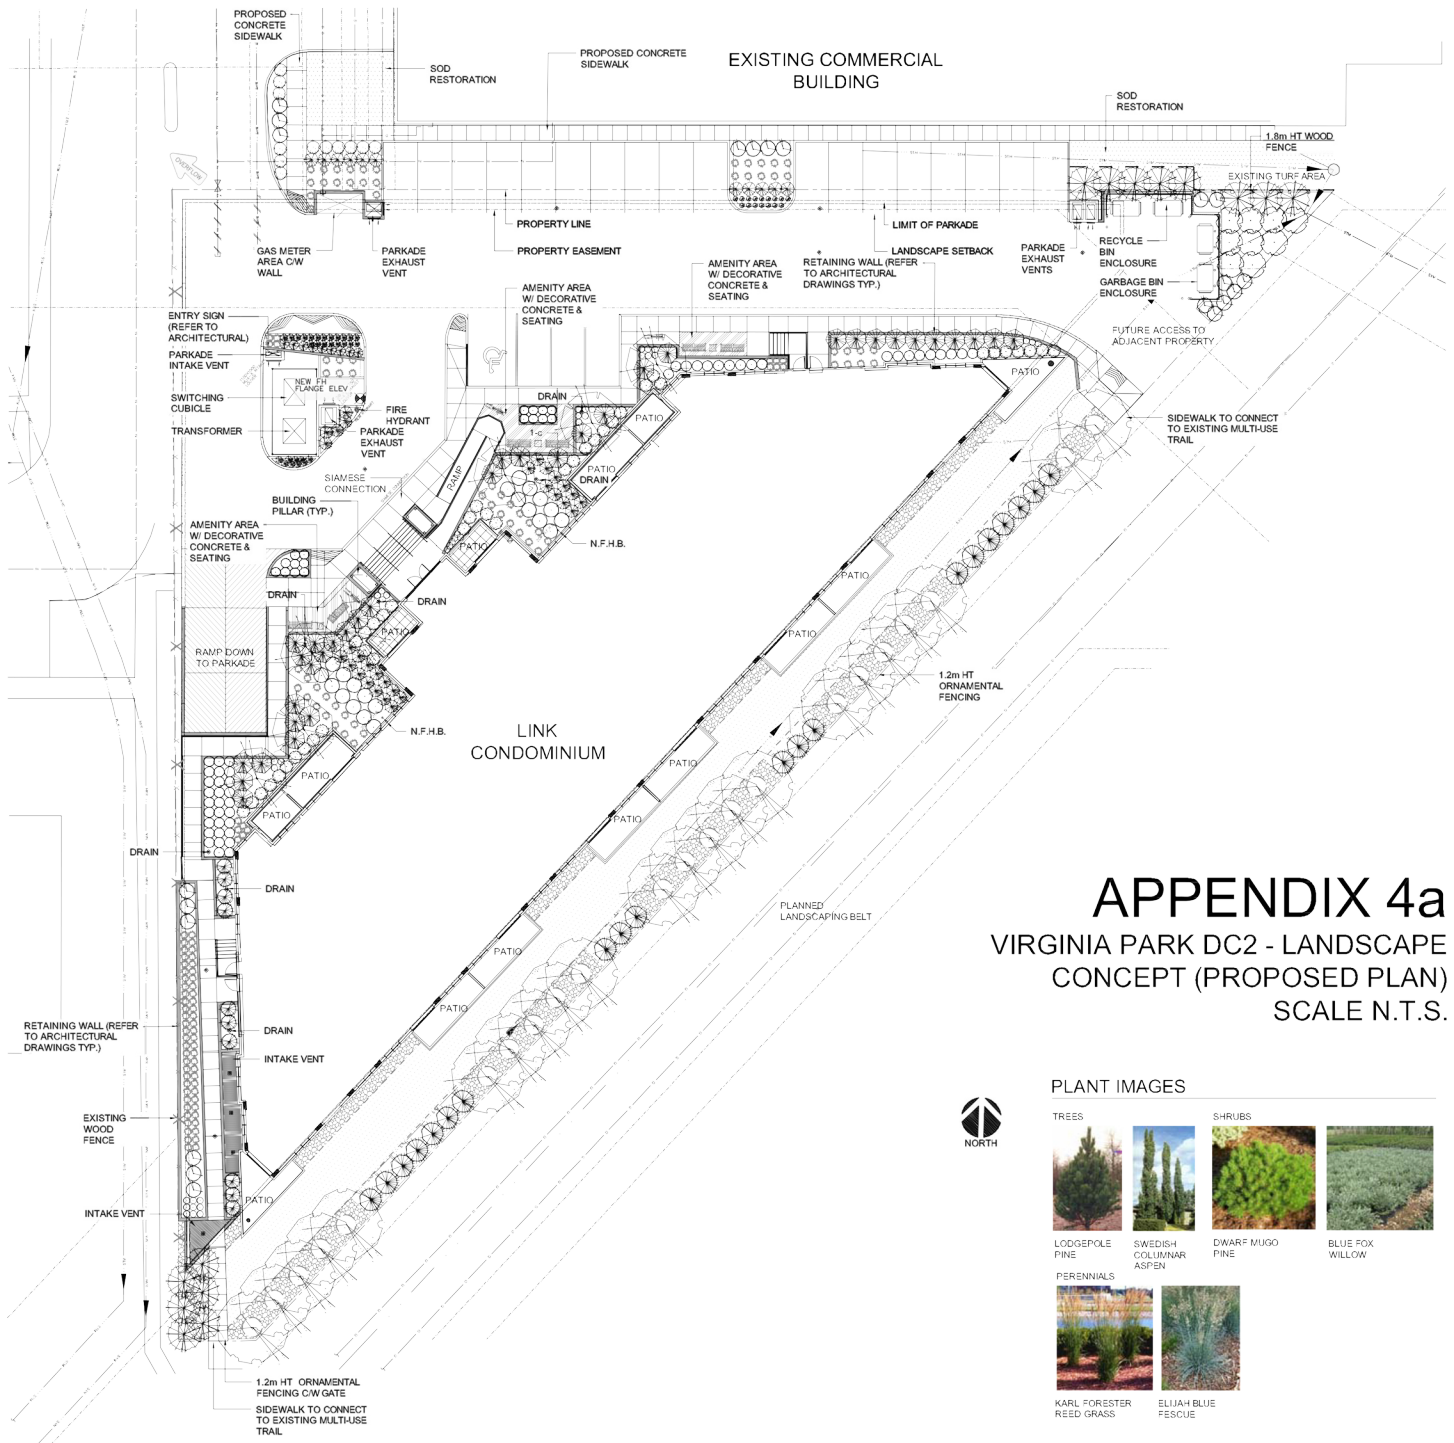 PROPOSED
CONCRETE
SIDEWALK
SOD
RESTORATION
PROPOSED CONCRETE
SIDEWALK
EXISTING COMMERCIAL
BUILDING
SOD
RESTORATION
1.8m HT WOOD
FENCE
EXISTING TURF AREA
OVERFLOW
PROPERTY LINE
PROPERTY EASEMENT
LIMIT OF PARKADE
LANDSCAPE SETBACK
GAS METER
AREA C/W
WALL
PARKADE
EXHAUST
VENT
PARKADE
EXHAUST
VENTS
RECYCLE
BIN
ENCLOSURE
GARBAGE BIN
ENCLOSURE
AMENITY AREA
W/ DECORATIVE
CONCRETE &
SEATING
AMENITY AREA
W/ DECORATIVE
CONCRETE &
SEATING
RETAINING WALL (REFER
TO ARCHITECTURAL
DRAWINGS TYP.)
FUTURE ACCESS TO
ADJACENT PROPERTY
ENTRY SIGN
(REFER TO
ARCHITECTURAL)
PARKADE
INTAKE VENT
NEW FH
FLANGE ELEV
SWITCHING
CUBICLE
TRANSFORMER
FIRE
HYDRANT
PARKADE
EXHAUST
VENT
SIAMESE
CONNECTION
BUILDING
PILLAR (TYP.)
AMENITY AREA
W/ DECORATIVE
CONCRETE &
SEATING
RAMP
DRAIN
1-c
PATIO
PATIO
DRAIN
PATIO
PATIO
SIDEWALK TO CONNECT
TO EXISTING MULTI-USE
TRAIL
N.F.H.B.
DRAIN
DRAIN
PATIO
RAMP DOWN
TO PARKADE
PATIO
PATIO
1.2m HT
ORNAMENTAL
FENCING
N.F.H.B.
LINK
CONDOMINIUM
PATIO
PATIO
PATIO
PATIO
DRAIN
DRAIN
PLANNED
LANDSCAPING BELT
PATIO
PATIO
RETAINING WALL (REFER
TO ARCHITECTURAL
DRAWINGS TYP.)
DRAIN
INTAKE VENT
EXISTING
WOOD
FENCE
INTAKE VENT
PATIO
1.2m HT ORNAMENTAL
FENCING C/W GATE
SIDEWALK TO CONNECT
TO EXISTING MULTI-USE
TRAIL
APPENDIX 4a
VIRGINIA PARK DC2 - LANDSCAPE
CONCEPT (PROPOSED PLAN)
SCALE N.T.S.
NORTH
PLANT IMAGES
TREES
SHRUBS
LODGEPOLE
PINE
SWEDISH
COLUMNAR
ASPEN
DWARF MUGO
PINE
BLUE FOX
WILLOW
PERENNIALS
KARL FORESTER
REED GRASS
ELIJAH BLUE
FESCUE